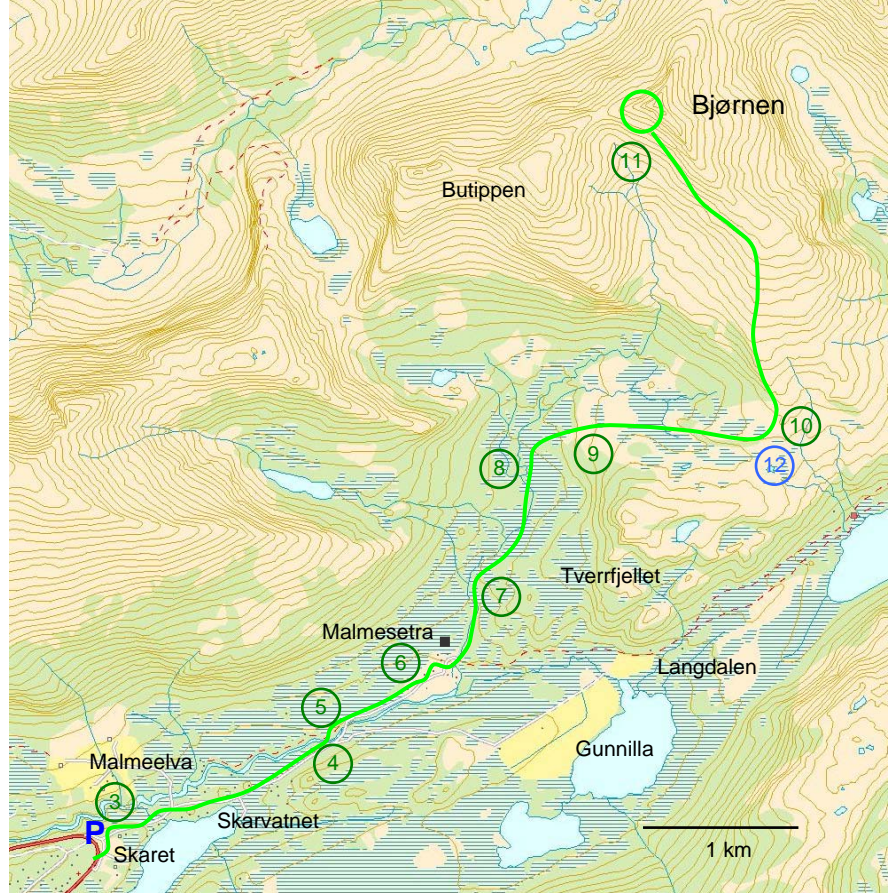 Bjørnen
11
Butippen
10
9
12
8
Tverrfjellet
7
Malmesetra
6
Langdalen
5
Gunnilla
4
Malmeelva
3
Skarvatnet
P
Skaret
1 km